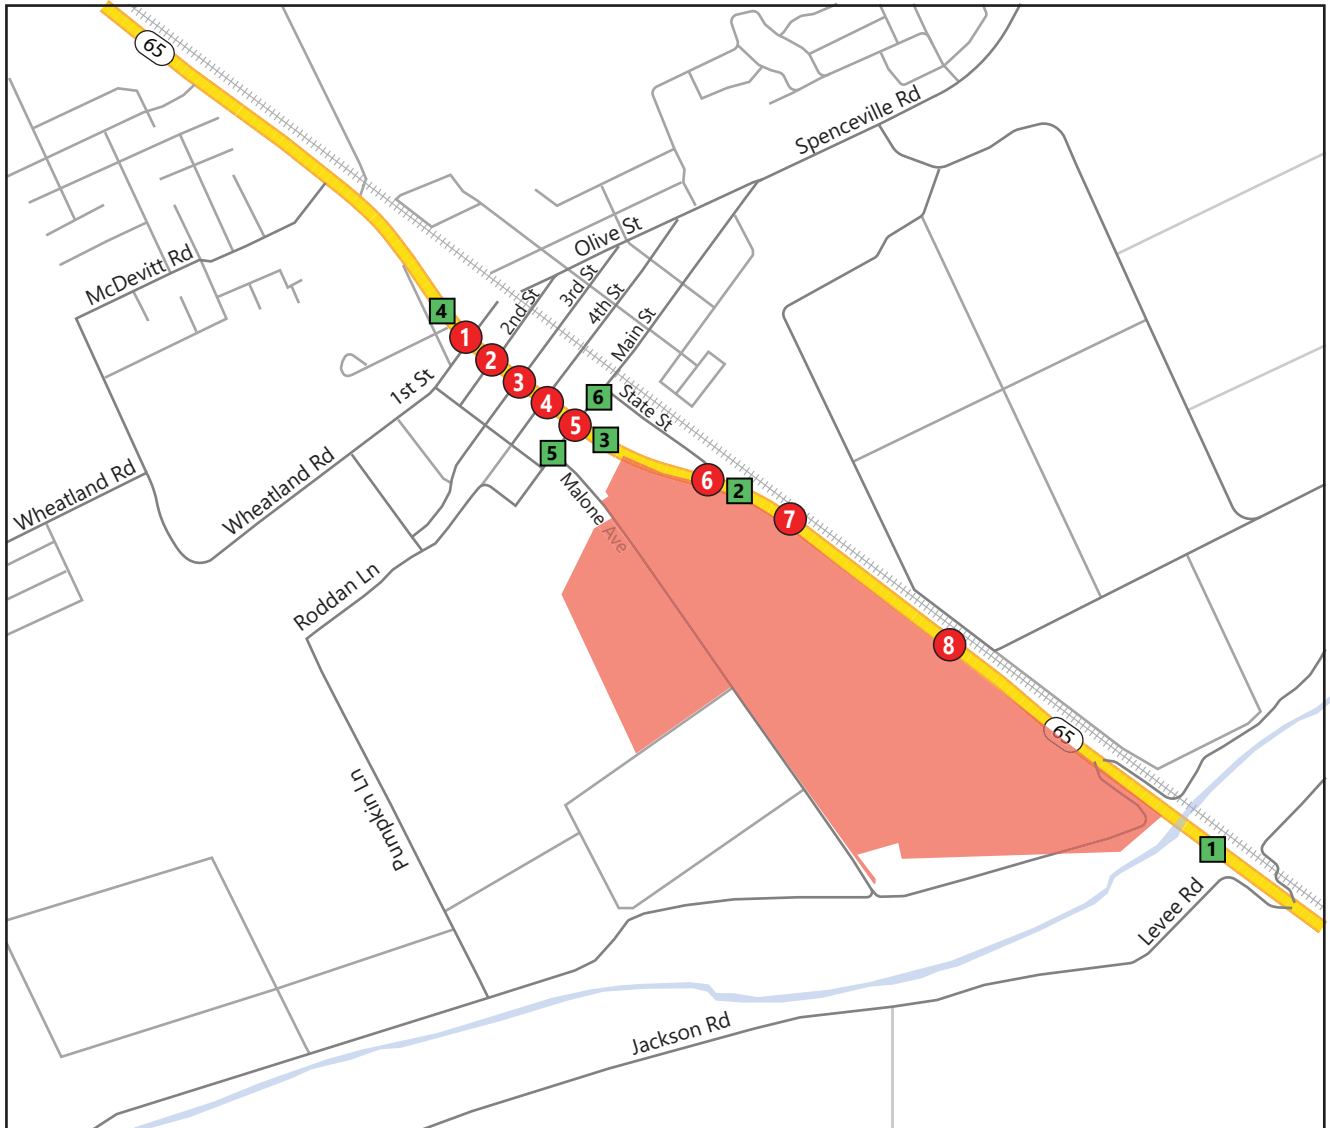 65
Spenceville Rd
Olive St
McDevitt Rd
3rd St
2nd St
4th St
Main St
4
1
2
3
4
5
6
3
5
1st St
State St
Wheatland Rd
Wheatland Rd
Malone Ave
6
2
7
Roddan Ln
8
65
Pumpkin Ln
1
Levee Rd
Jackson Rd